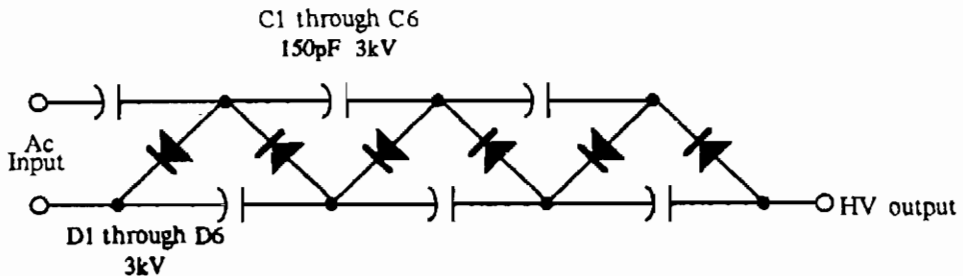 C1 through C6
150pF 3kV
Ac
Input
HV output
D1 through D6
3kV